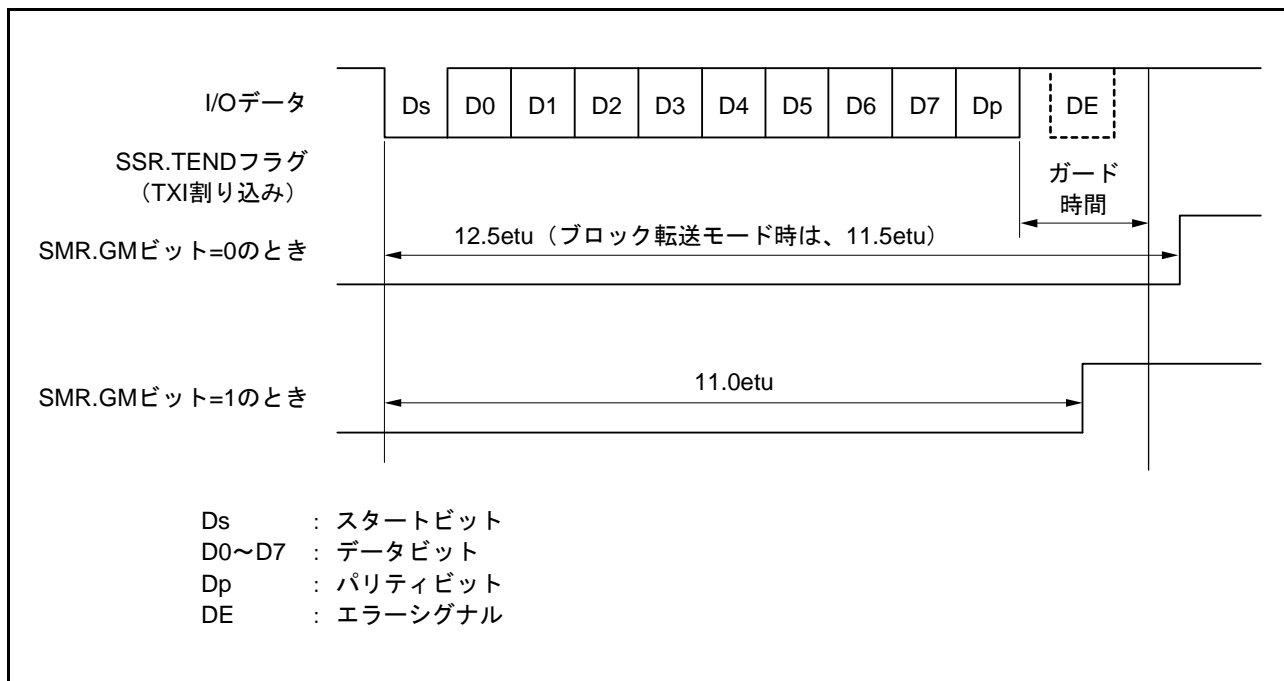 I/Oデータ
Ds D0 D1 D2 D3 D4 D5 D6 D7 Dp DE
SSR.TENDフラグ
（TXI割り込み）
ガード
時間
SMR.GMビット=0のとき
12.5etu（ブロック転送モード時は、11.5etu）
SMR.GMビット=1のとき
11.0etu
Ds : スタートビット
D0～D7 : データビット
Dp : パリティビット
DE : エラーシグナル